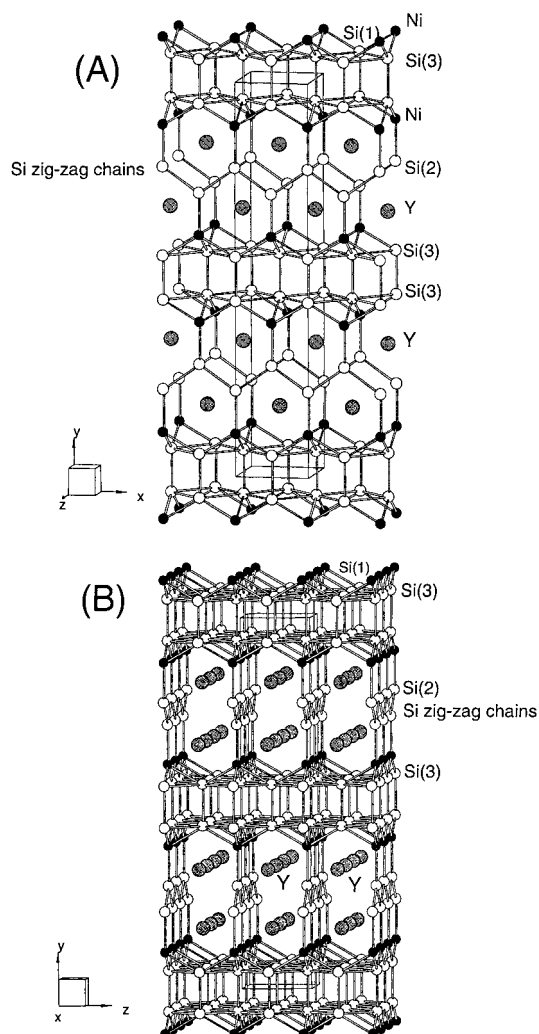 (A)
Si(1)
Ni
Si(3)
Ni
Si zig-zag chains
Si(2)
Y
Si(3)
Si(3)
Y
y
z
x
(B)
Si(1)
Si(3)
Si(2)
Si zig-zag chains
Si(3)
Y
Y
y
x
z